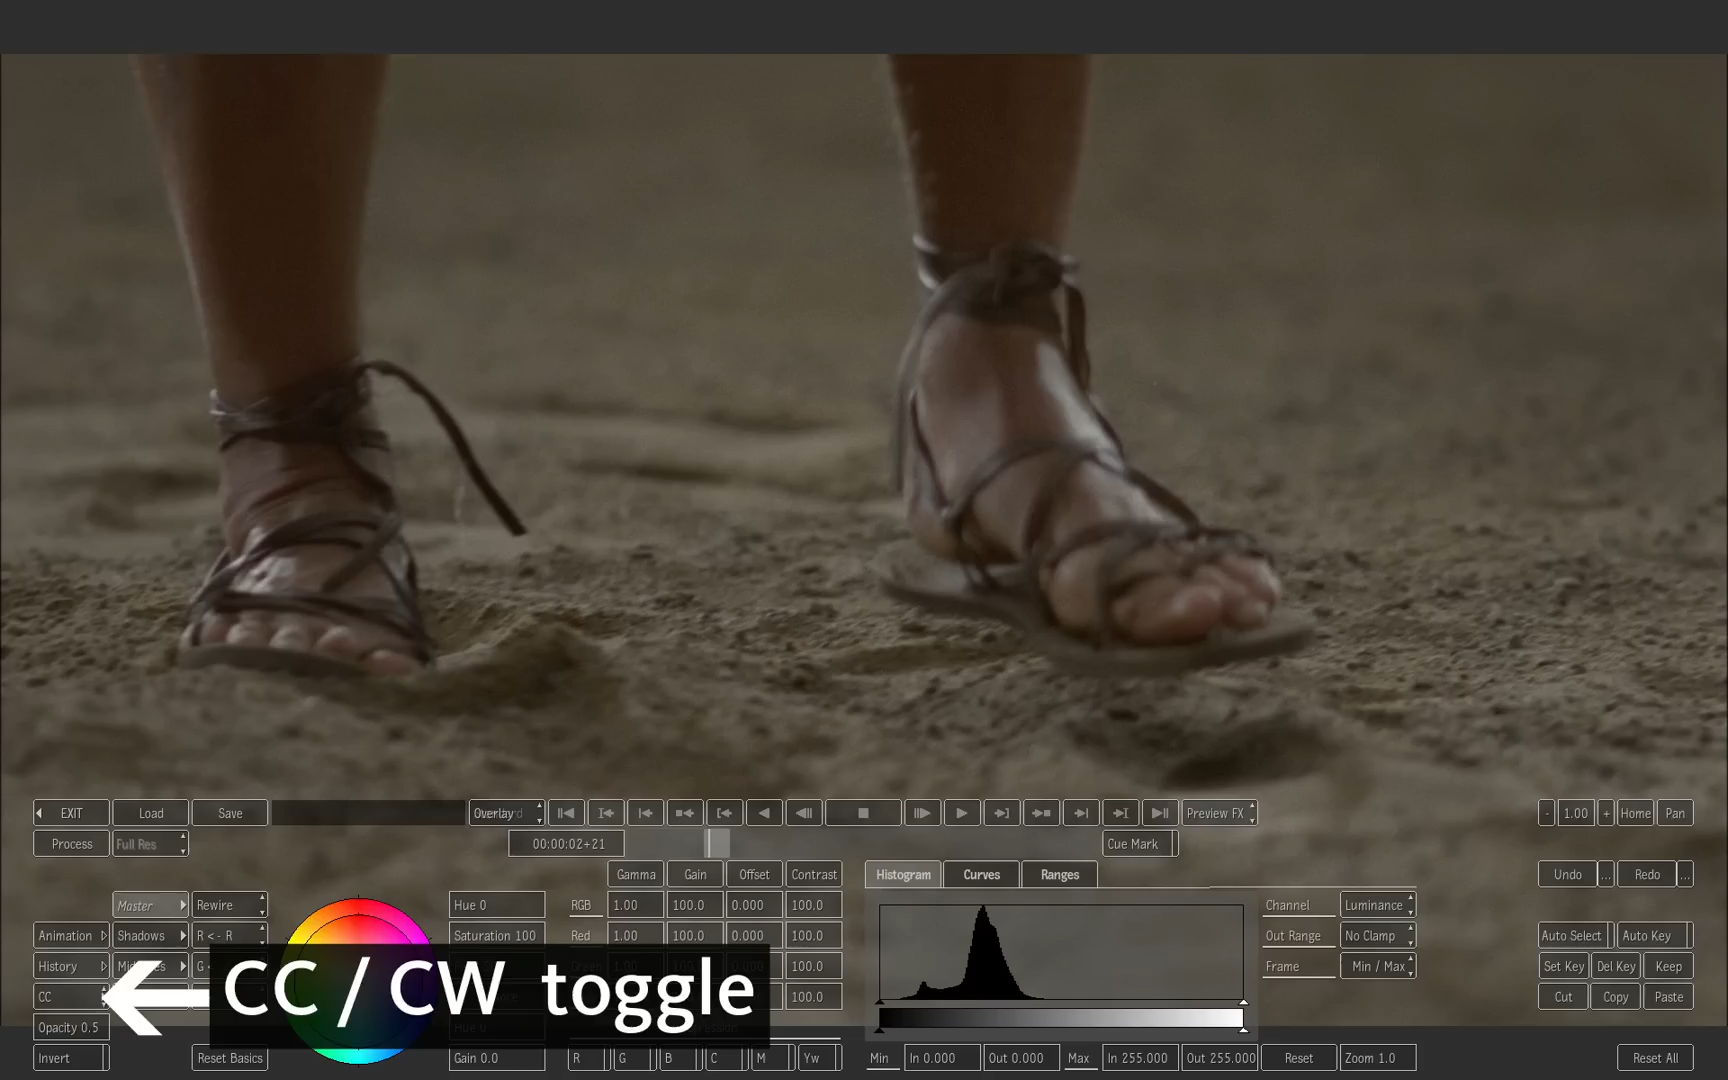 EXIT Load Save Overlay Preview FX - 1.00 + Home Pan
Process Full Res 00:00:02+21 Cue Mark
Gamma Gain Offset Contrast Histogram Curves Ranges Undo ... Redo ...
Master Rewire Hue 0 RGB 1.00 100.0 0.000 100.0 Channel Luminance
Animation Shadows R <- R Saturation 100 Red 1.00 100.0 0.000 100.0 Out Range No Clamp Auto Select Auto Key
History 100.0 Frame Min / Max Set Key Del Key Keep
CC CC / CW toggle 100.0 Cut Copy Paste
Opacity 0.5
Invert Reset Basics Gain 0.0 R G B C M Yw Min In 0.000 Out 0.000 Max In 255.000 Out 255.000 Reset Zoom 1.0 Reset All